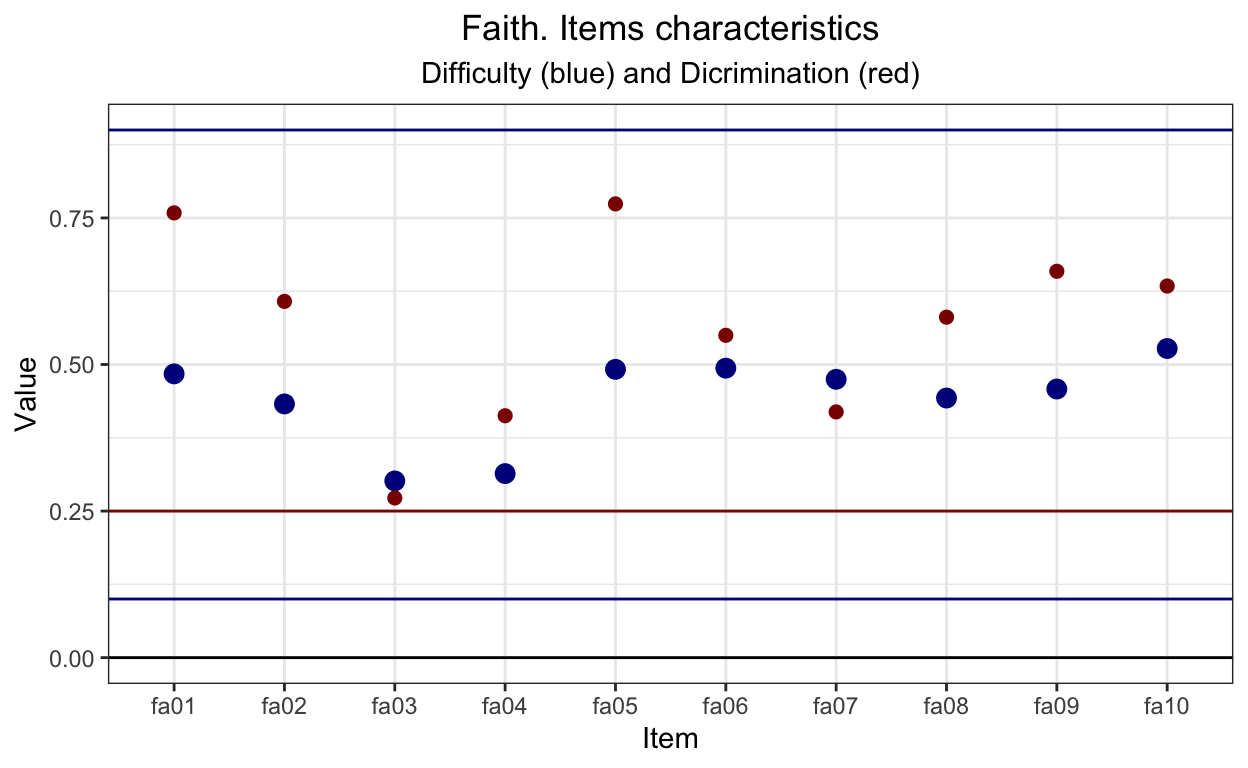 Faith. Items characteristics
Difficulty (blue) and Dicrimination (red)
Value
0.75
0.50
0.25
0.00
fa01 fa02 fa03 fa04 fa05 fa06 fa07 fa08 fa09 fa10
Item